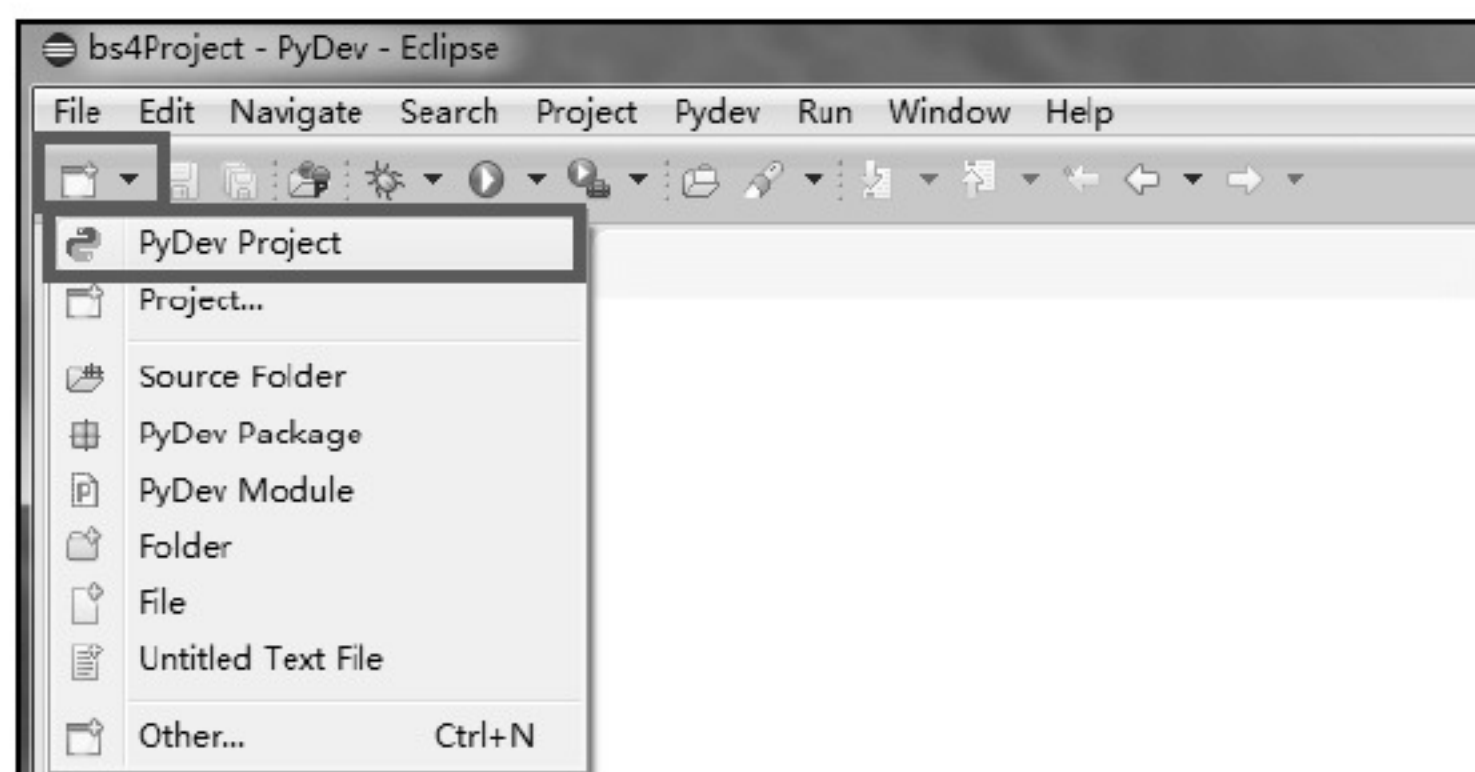 bs4Project - PyDev - Eclipse
File Edit Navigate Search Project Pydev Run Window Help
PyDev Project
Project...
Source Folder
PyDev Package
PyDev Module
Folder
File
Untitled Text File
Other... Ctrl+N